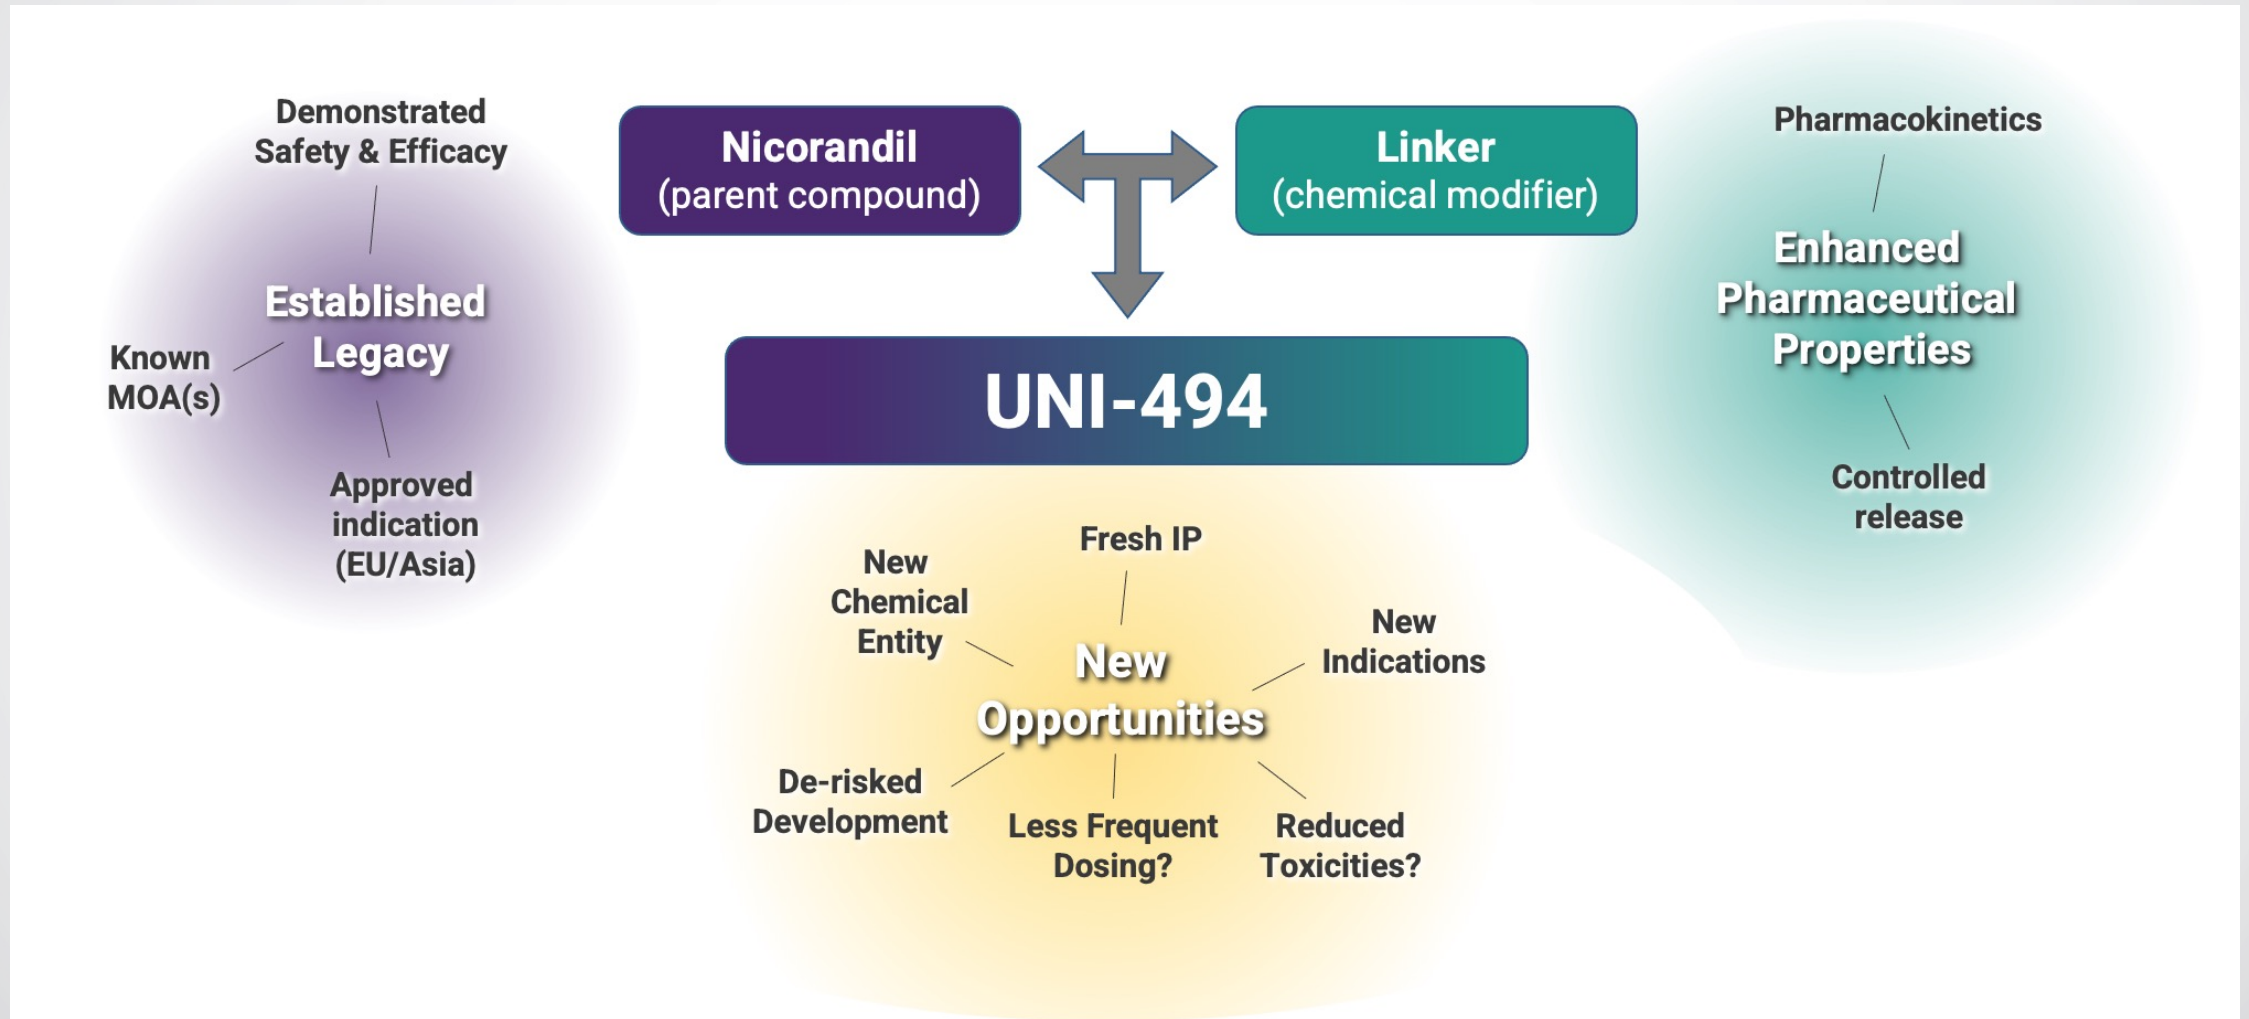 Demonstrated
Safety & Efficacy
Established
Legacy
Known
MOA(s)
Approved
indication
(EU/Asia)
Nicorandil
(parent compound)
Linker
(chemical modifier)
UNI-494
Pharmacokinetics
Enhanced
Pharmaceutical
Properties
Controlled
release
Fresh IP
New
Chemical
Entity
New
Indications
New
Opportunities
De-risked
Development
Less Frequent
Dosing?
Reduced
Toxicities?